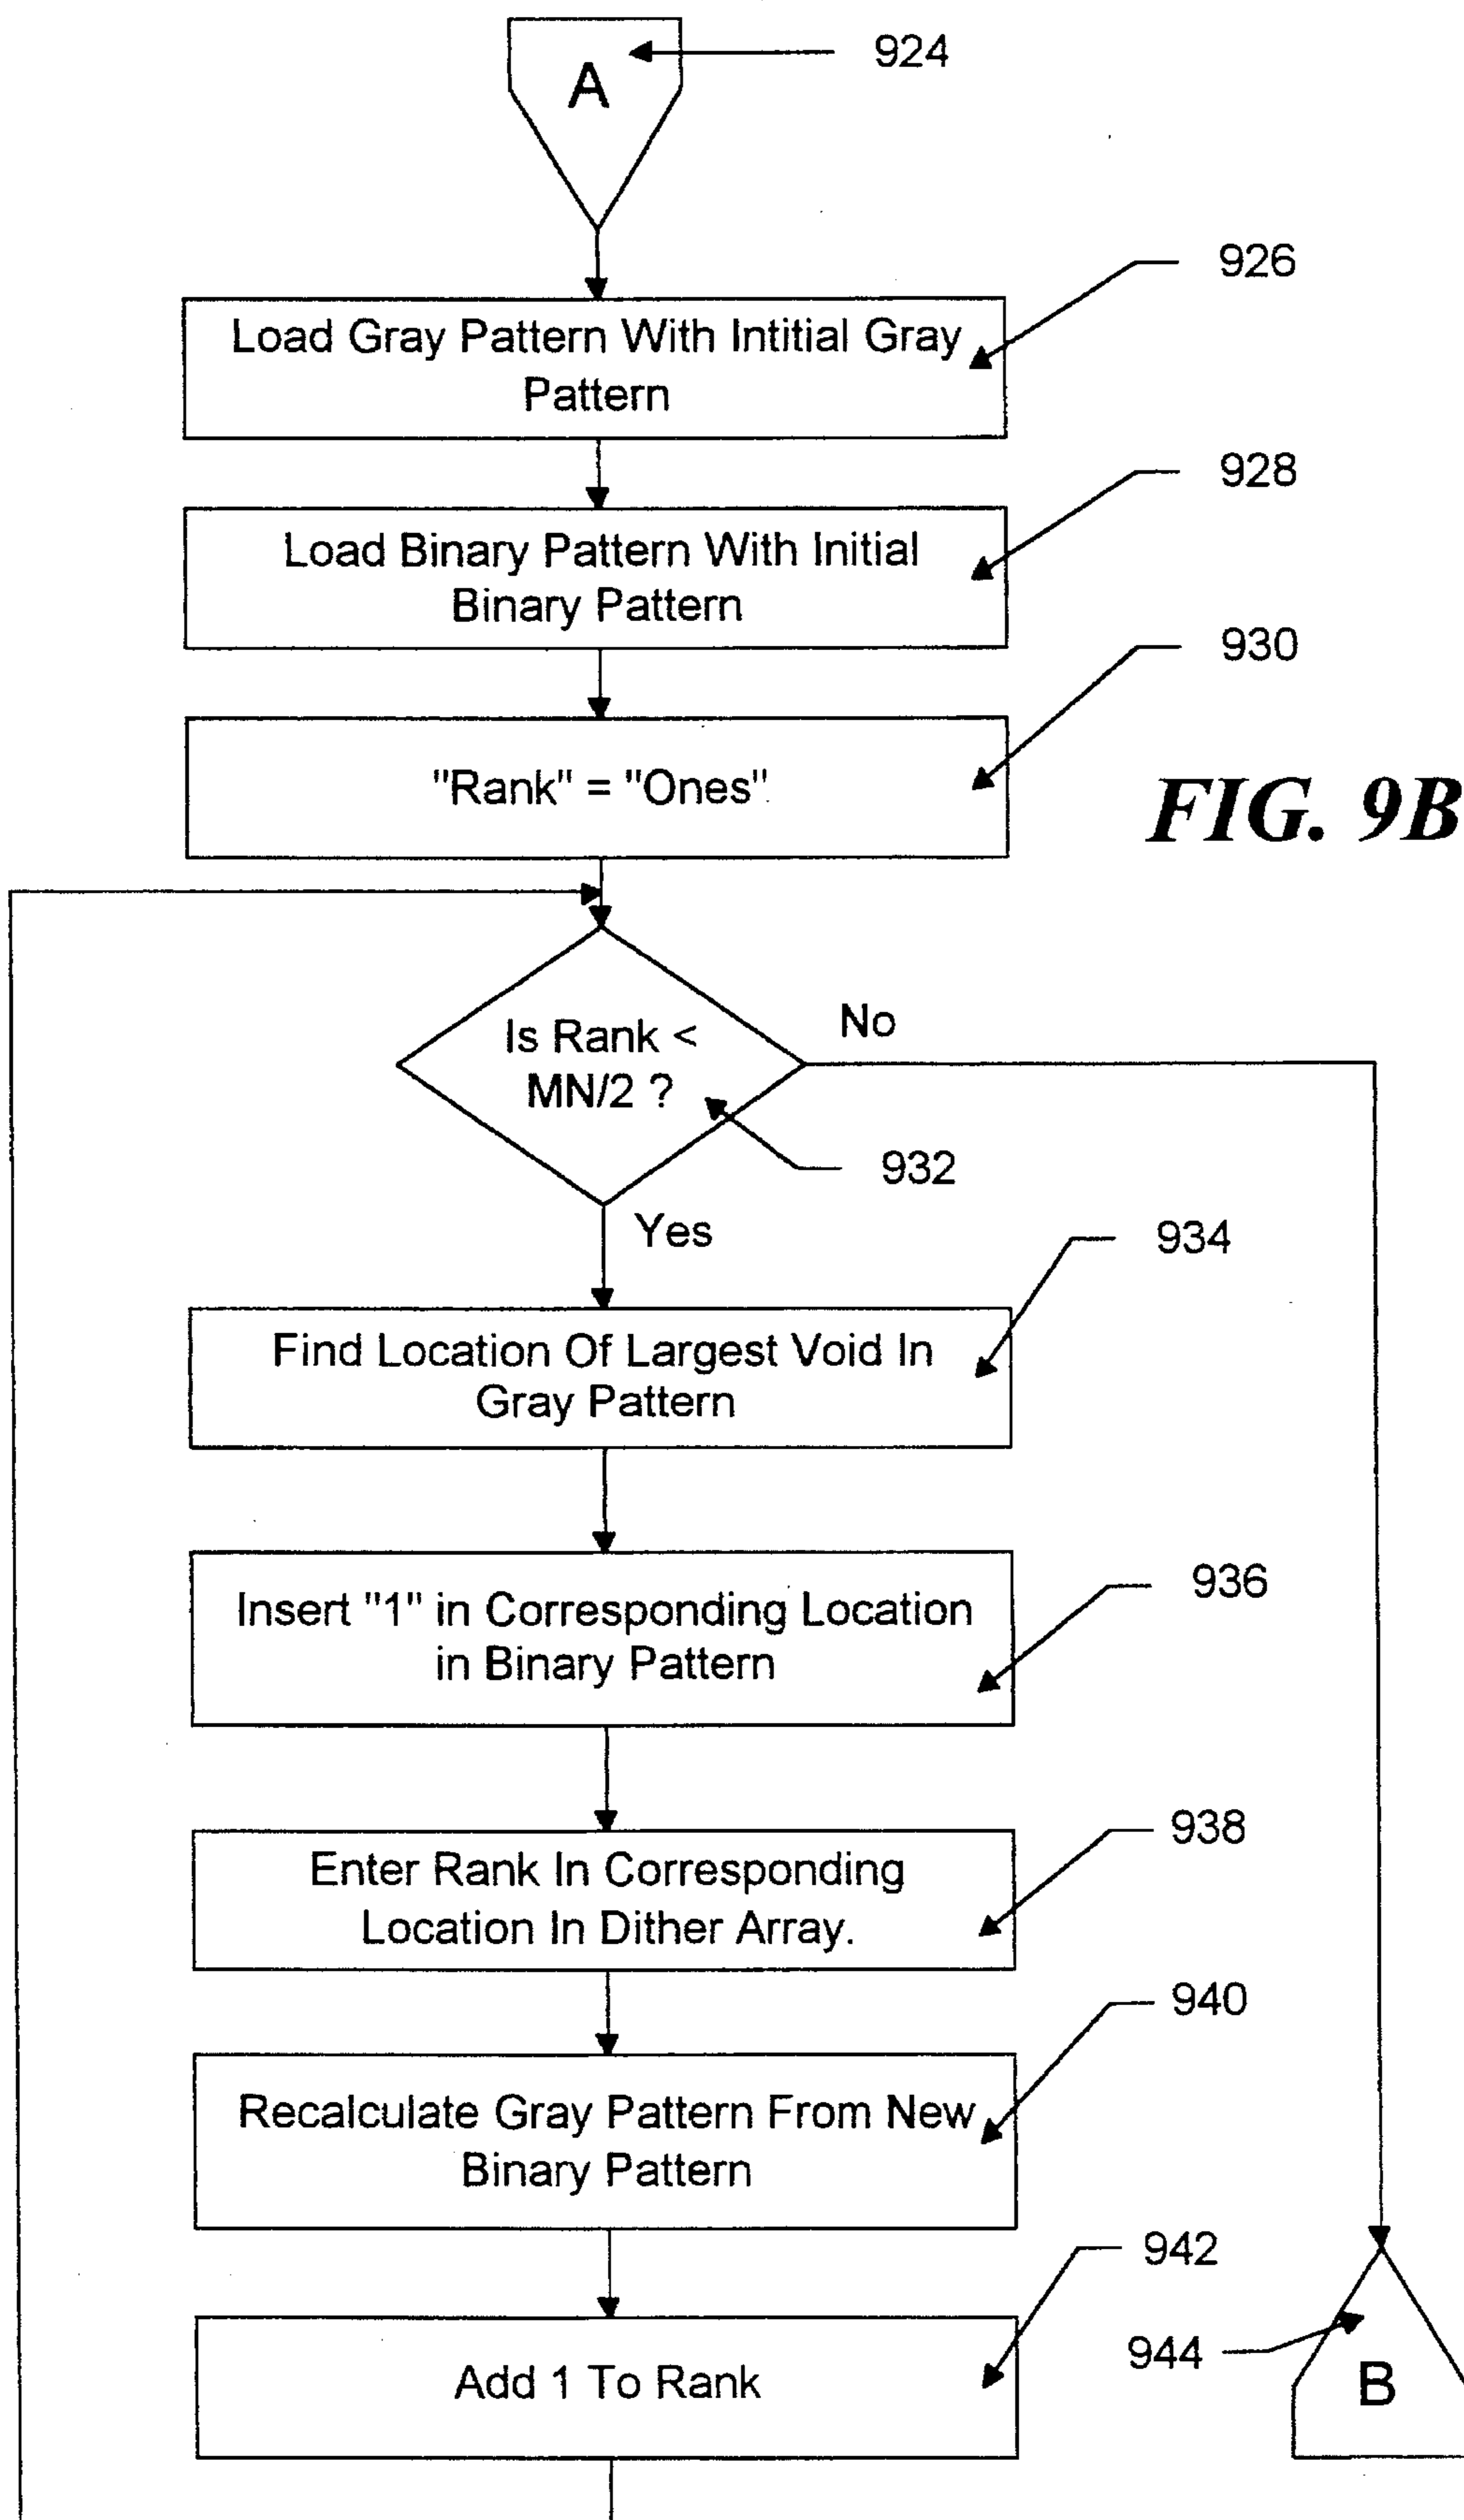 A
924
926
Load Gray Pattern With Intitial Gray
Pattern
928
Load Binary Pattern With Initial
Binary Pattern
930
"Rank" = "Ones"
FIG. 9B
Is Rank <
MN/2 ?
No
932
Yes
934
Find Location Of Largest Void In
Gray Pattern
936
Insert "1" in Corresponding Location
in Binary Pattern
938
Enter Rank In Corresponding
Location In Dither Array.
940
Recalculate Gray Pattern From New
Binary Pattern
942
Add 1 To Rank
944
B